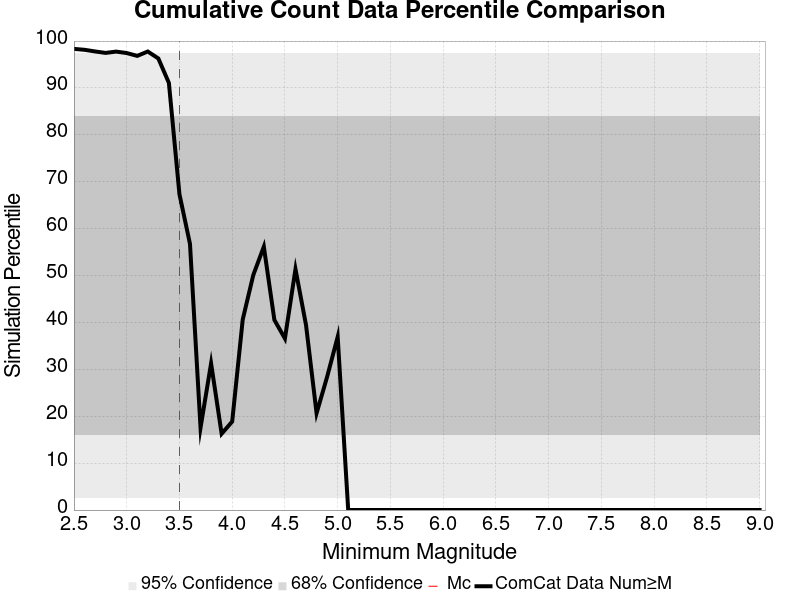 Cumulative Count Data Percentile Comparison
100
90
80
70
60
50
40
30
20
10
0
Simulation Percentile
2.5 3.0 3.5 4.0 4.5 5.0 5.5 6.0 6.5 7.0 7.5 8.0 8.5 9.0
Minimum Magnitude
95% Confidence 68% Confidence Mc ComCat Data Num≥M